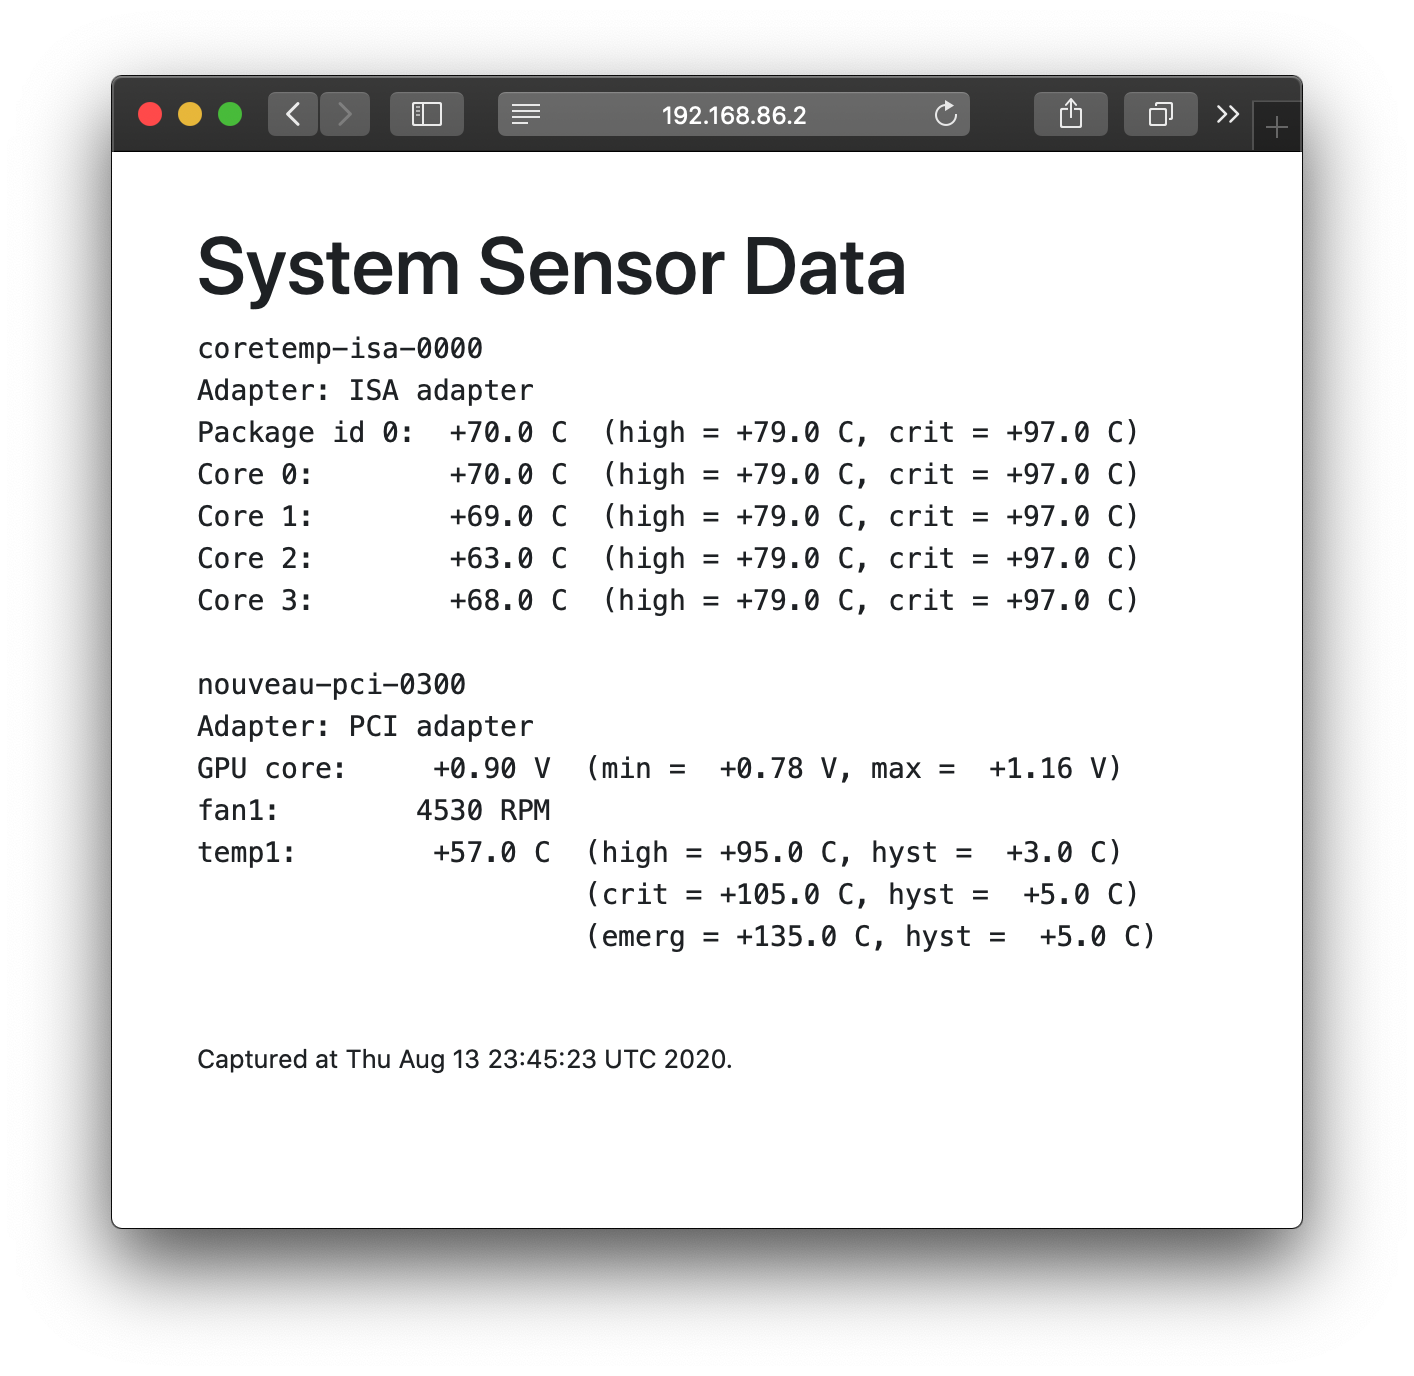 192.168.86.2
System Sensor Data
coretemp-isa-0000
Adapter: ISA adapter
Package id 0:  +70.0 C  (high = +79.0 C, crit = +97.0 C)
Core 0:        +70.0 C  (high = +79.0 C, crit = +97.0 C)
Core 1:        +69.0 C  (high = +79.0 C, crit = +97.0 C)
Core 2:        +63.0 C  (high = +79.0 C, crit = +97.0 C)
Core 3:        +68.0 C  (high = +79.0 C, crit = +97.0 C)
nouveau-pci-0300
Adapter: PCI adapter
GPU core:     +0.90 V  (min =  +0.78 V, max =  +1.16 V)
fan1:        4530 RPM
temp1:        +57.0 C  (high = +95.0 C, hyst =  +3.0 C)
                       (crit = +105.0 C, hyst =  +5.0 C)
                       (emerg = +135.0 C, hyst =  +5.0 C)
Captured at Thu Aug 13 23:45:23 UTC 2020.